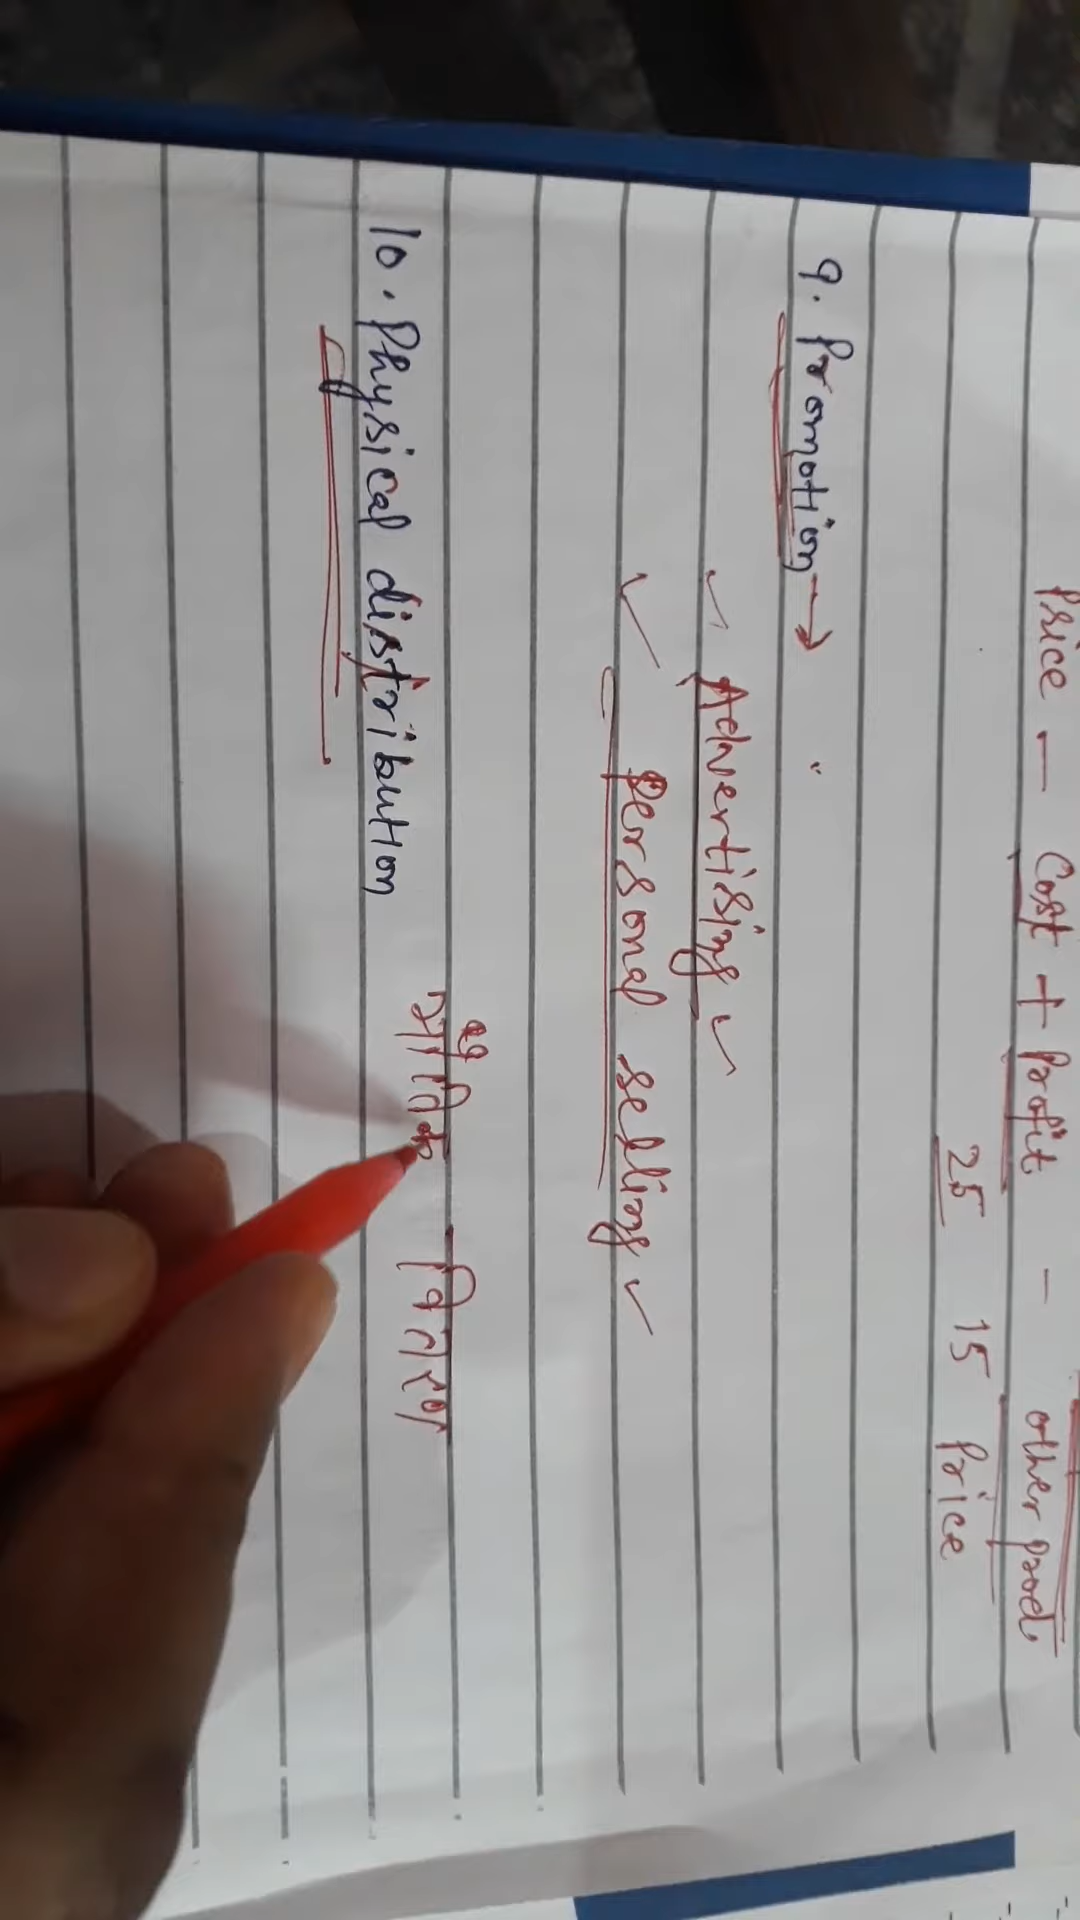 Price - Cost + Profit - other prod.
25 15 Price
9. Promotion →
✓ Advertising ✓
✓ Personal selling ✓
10. Physical distribution वितरण